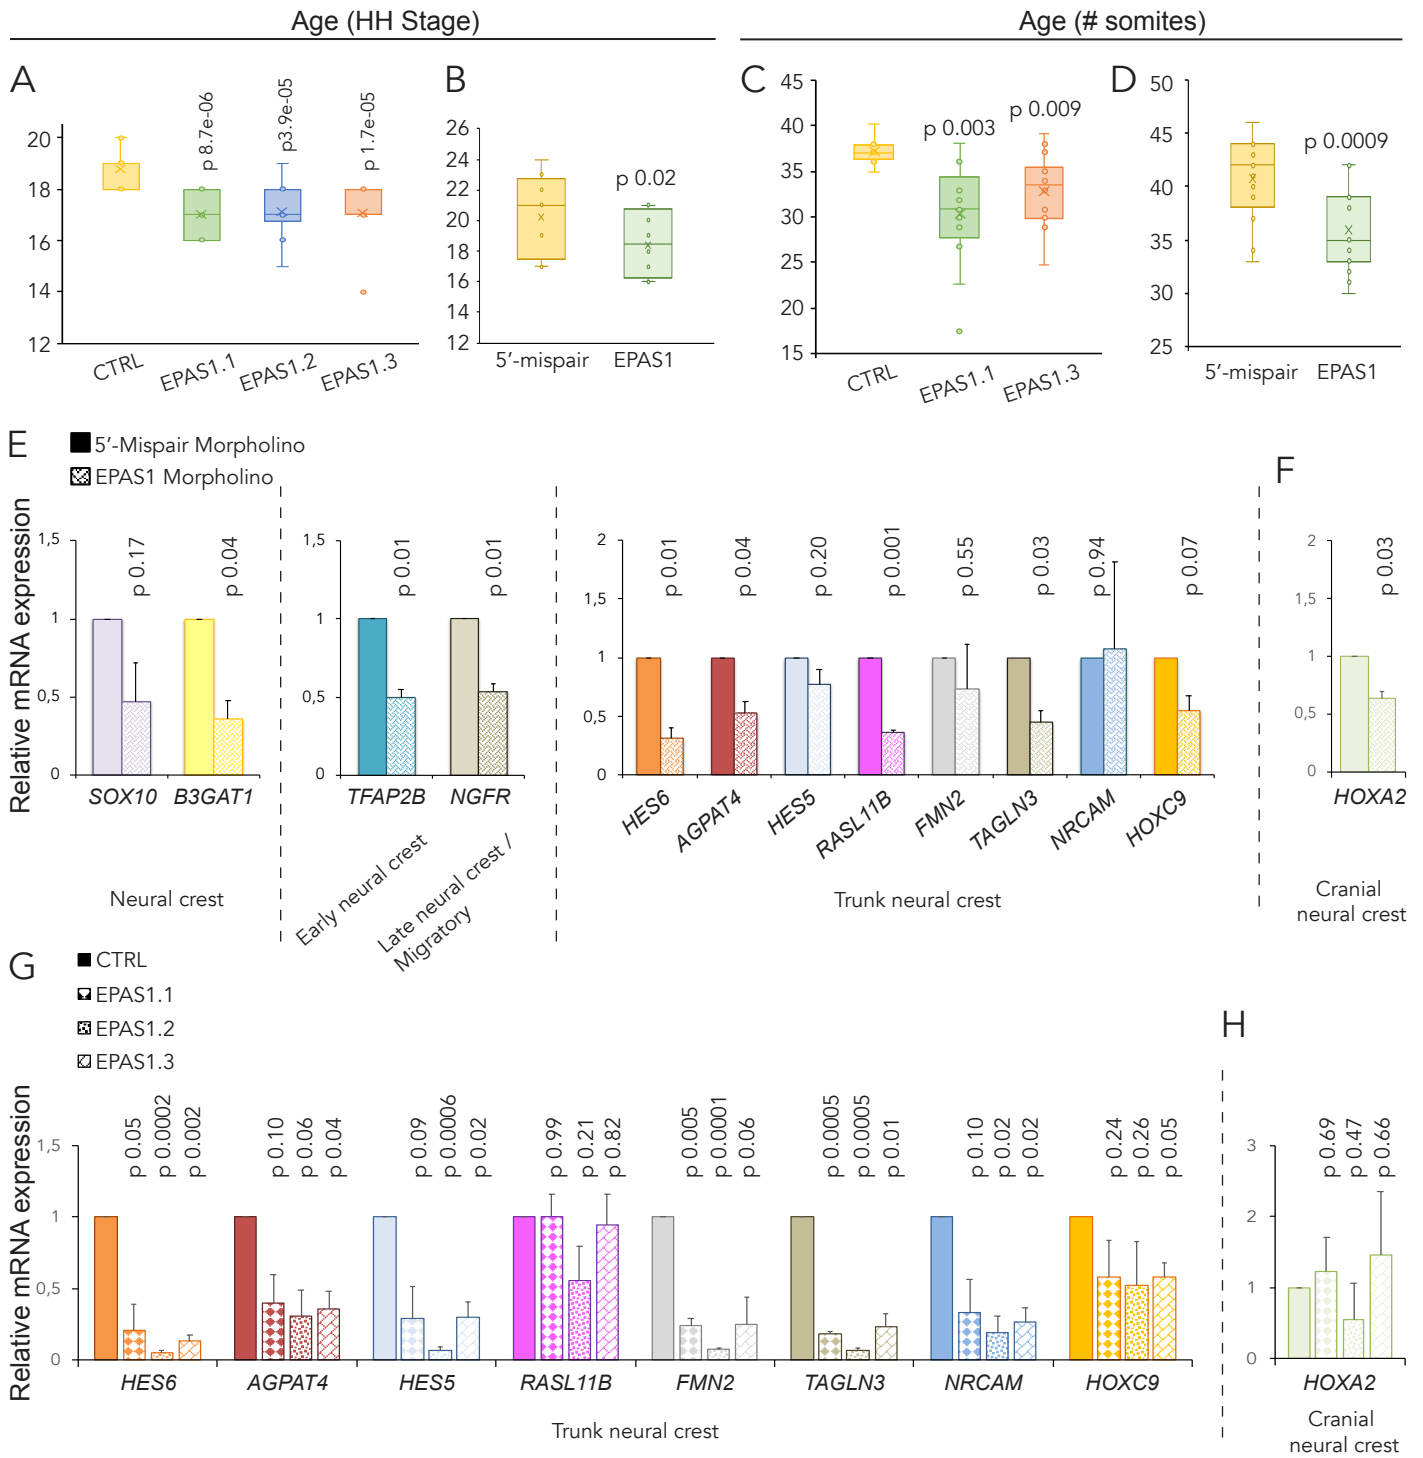 Age (HH Stage)
Age (# somites)
A
20
18
16
14
12
p 8.7e-06
p3.9e-05
p 1.7e-05
CTRL
EPAS1.1
EPAS1.2
EPAS1.3
B
26
24
22
20
18
16
14
12
p 0.02
5′-mispair
EPAS1
C
45
40
35
30
25
30
15
p 0.003
p 0.009
CTRL
EPAS1.1
EPAS1.3
D
50
45
40
35
30
25
p 0.0009
5′-mispair
EPAS1
E
5′-Mispair Morpholino
EPAS1 Morpholino
Relative mRNA expression
1,5
1
0,5
0
p 0.17
p 0.04
SOX10
B3GAT1
Neural crest
1,5
1
0,5
0
p 0.01
p 0.01
TFAP2B
NGFR
Early neural crest
Late neural crest /
Migratory
2
1,5
1
0,5
0
p 0.01
p 0.04
p 0.20
p 0.001
p 0.55
p 0.03
p 0.94
p 0.07
HES6
AGPAT4
HES5
RASL11B
FMN2
TAGLN3
NRCAM
HOXC9
Trunk neural crest
F
2
1,5
1
0,5
0
p 0.03
HOXA2
Cranial
neural crest
G
CTRL
EPAS1.1
EPAS1.2
EPAS1.3
Relative mRNA expression
1,5
1
0,5
0
p 0.05
p 0.0002
p 0.002
p 0.10
p 0.06
p 0.04
p 0.09
p 0.0006
p 0.02
p 0.99
p 0.21
p 0.82
p 0.005
p 0.0001
p 0.06
p 0.0005
p 0.0005
p 0.01
p 0.10
p 0.02
p 0.02
p 0.24
p 0.26
p 0.05
HES6
AGPAT4
HES5
RASL11B
FMN2
TAGLN3
NRCAM
HOXC9
Trunk neural crest
H
3
2
1
0
p 0.69
p 0.47
p 0.66
HOXA2
Cranial
neural crest